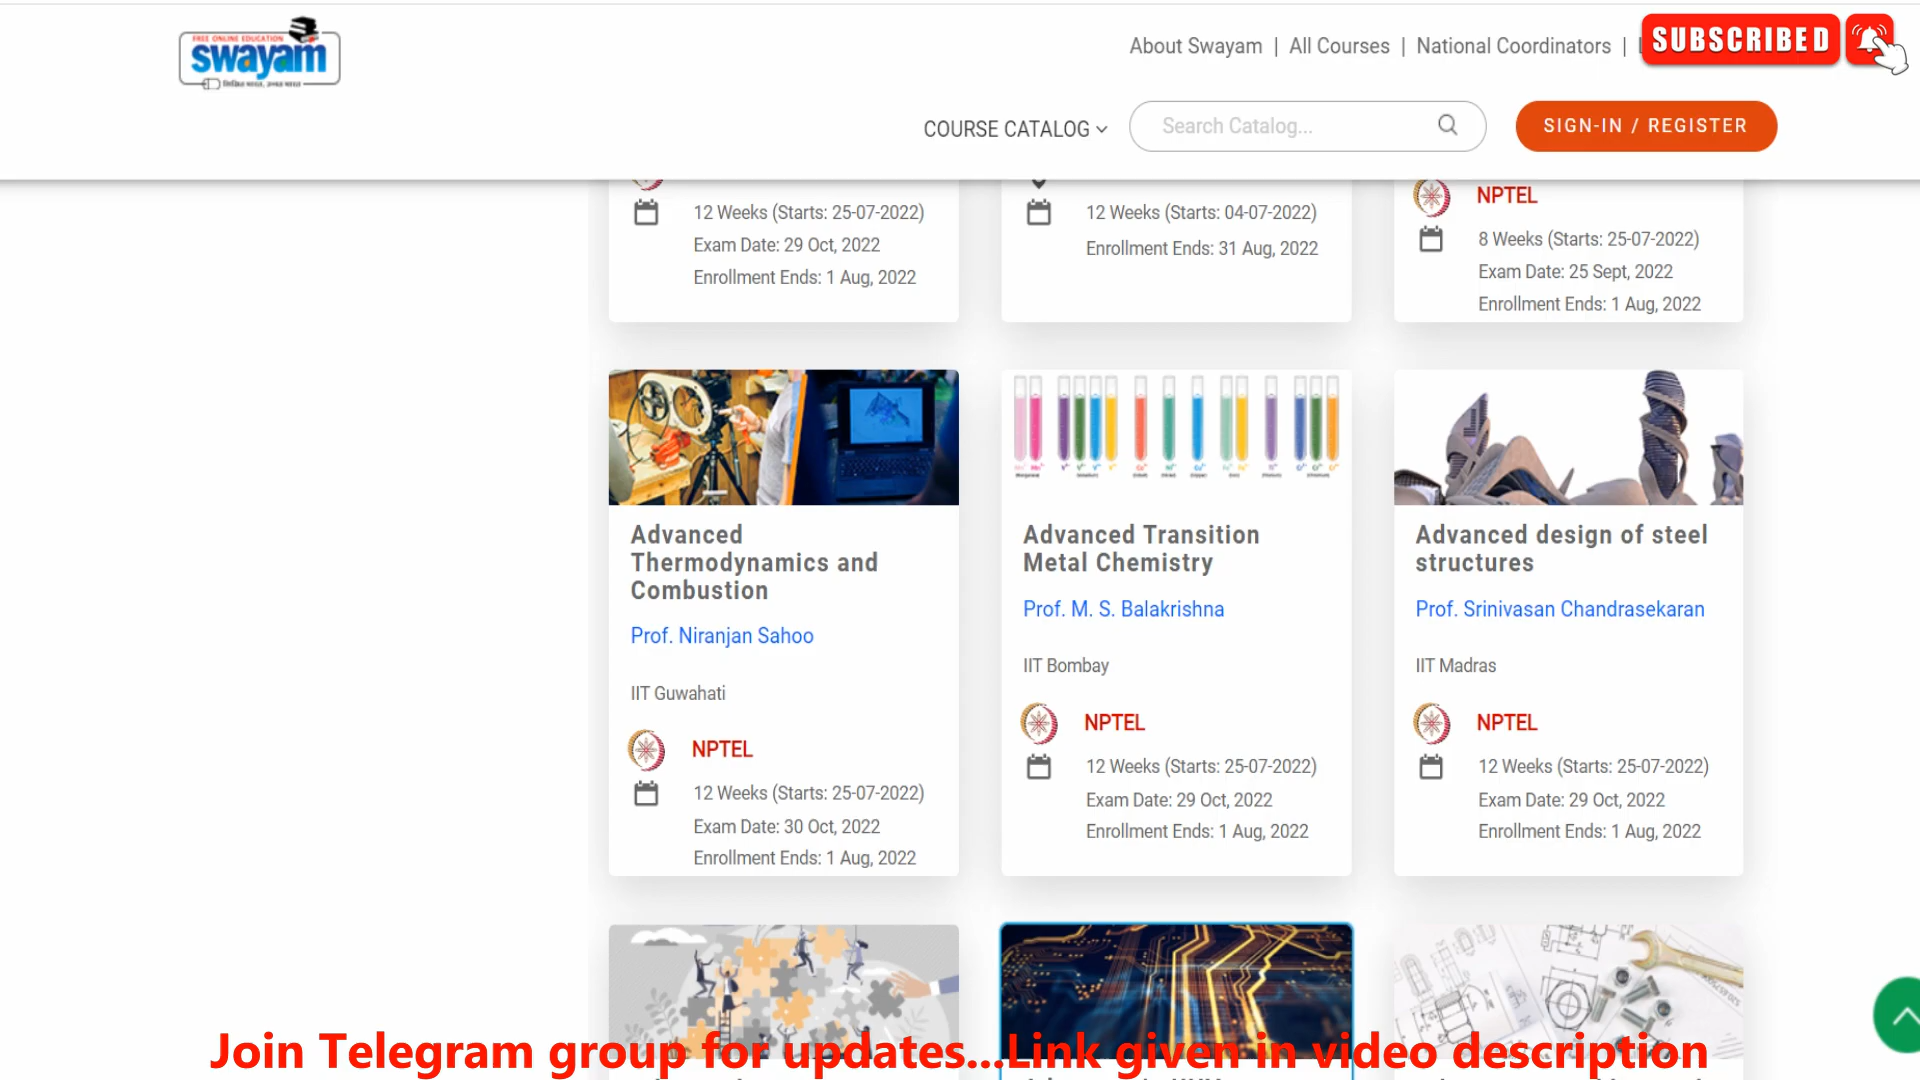 FREE ONLINE EDUCATION
swayam
About Swayam | All Courses | National Coordinators |
SUBSCRIBED
COURSE CATALOG
Search Catalog...
SIGN-IN / REGISTER
12 Weeks (Starts: 25-07-2022)
Exam Date: 29 Oct, 2022
Enrollment Ends: 1 Aug, 2022
12 Weeks (Starts: 04-07-2022)
Enrollment Ends: 31 Aug, 2022
NPTEL
8 Weeks (Starts: 25-07-2022)
Exam Date: 25 Sept, 2022
Enrollment Ends: 1 Aug, 2022
Advanced
Thermodynamics and
Combustion
Prof. Niranjan Sahoo
IIT Guwahati
NPTEL
12 Weeks (Starts: 25-07-2022)
Exam Date: 30 Oct, 2022
Enrollment Ends: 1 Aug, 2022
Advanced Transition
Metal Chemistry
Prof. M. S. Balakrishna
IIT Bombay
NPTEL
12 Weeks (Starts: 25-07-2022)
Exam Date: 29 Oct, 2022
Enrollment Ends: 1 Aug, 2022
Advanced design of steel
structures
Prof. Srinivasan Chandrasekaran
IIT Madras
NPTEL
12 Weeks (Starts: 25-07-2022)
Exam Date: 29 Oct, 2022
Enrollment Ends: 1 Aug, 2022
Join Telegram group for updates...Link given in video description